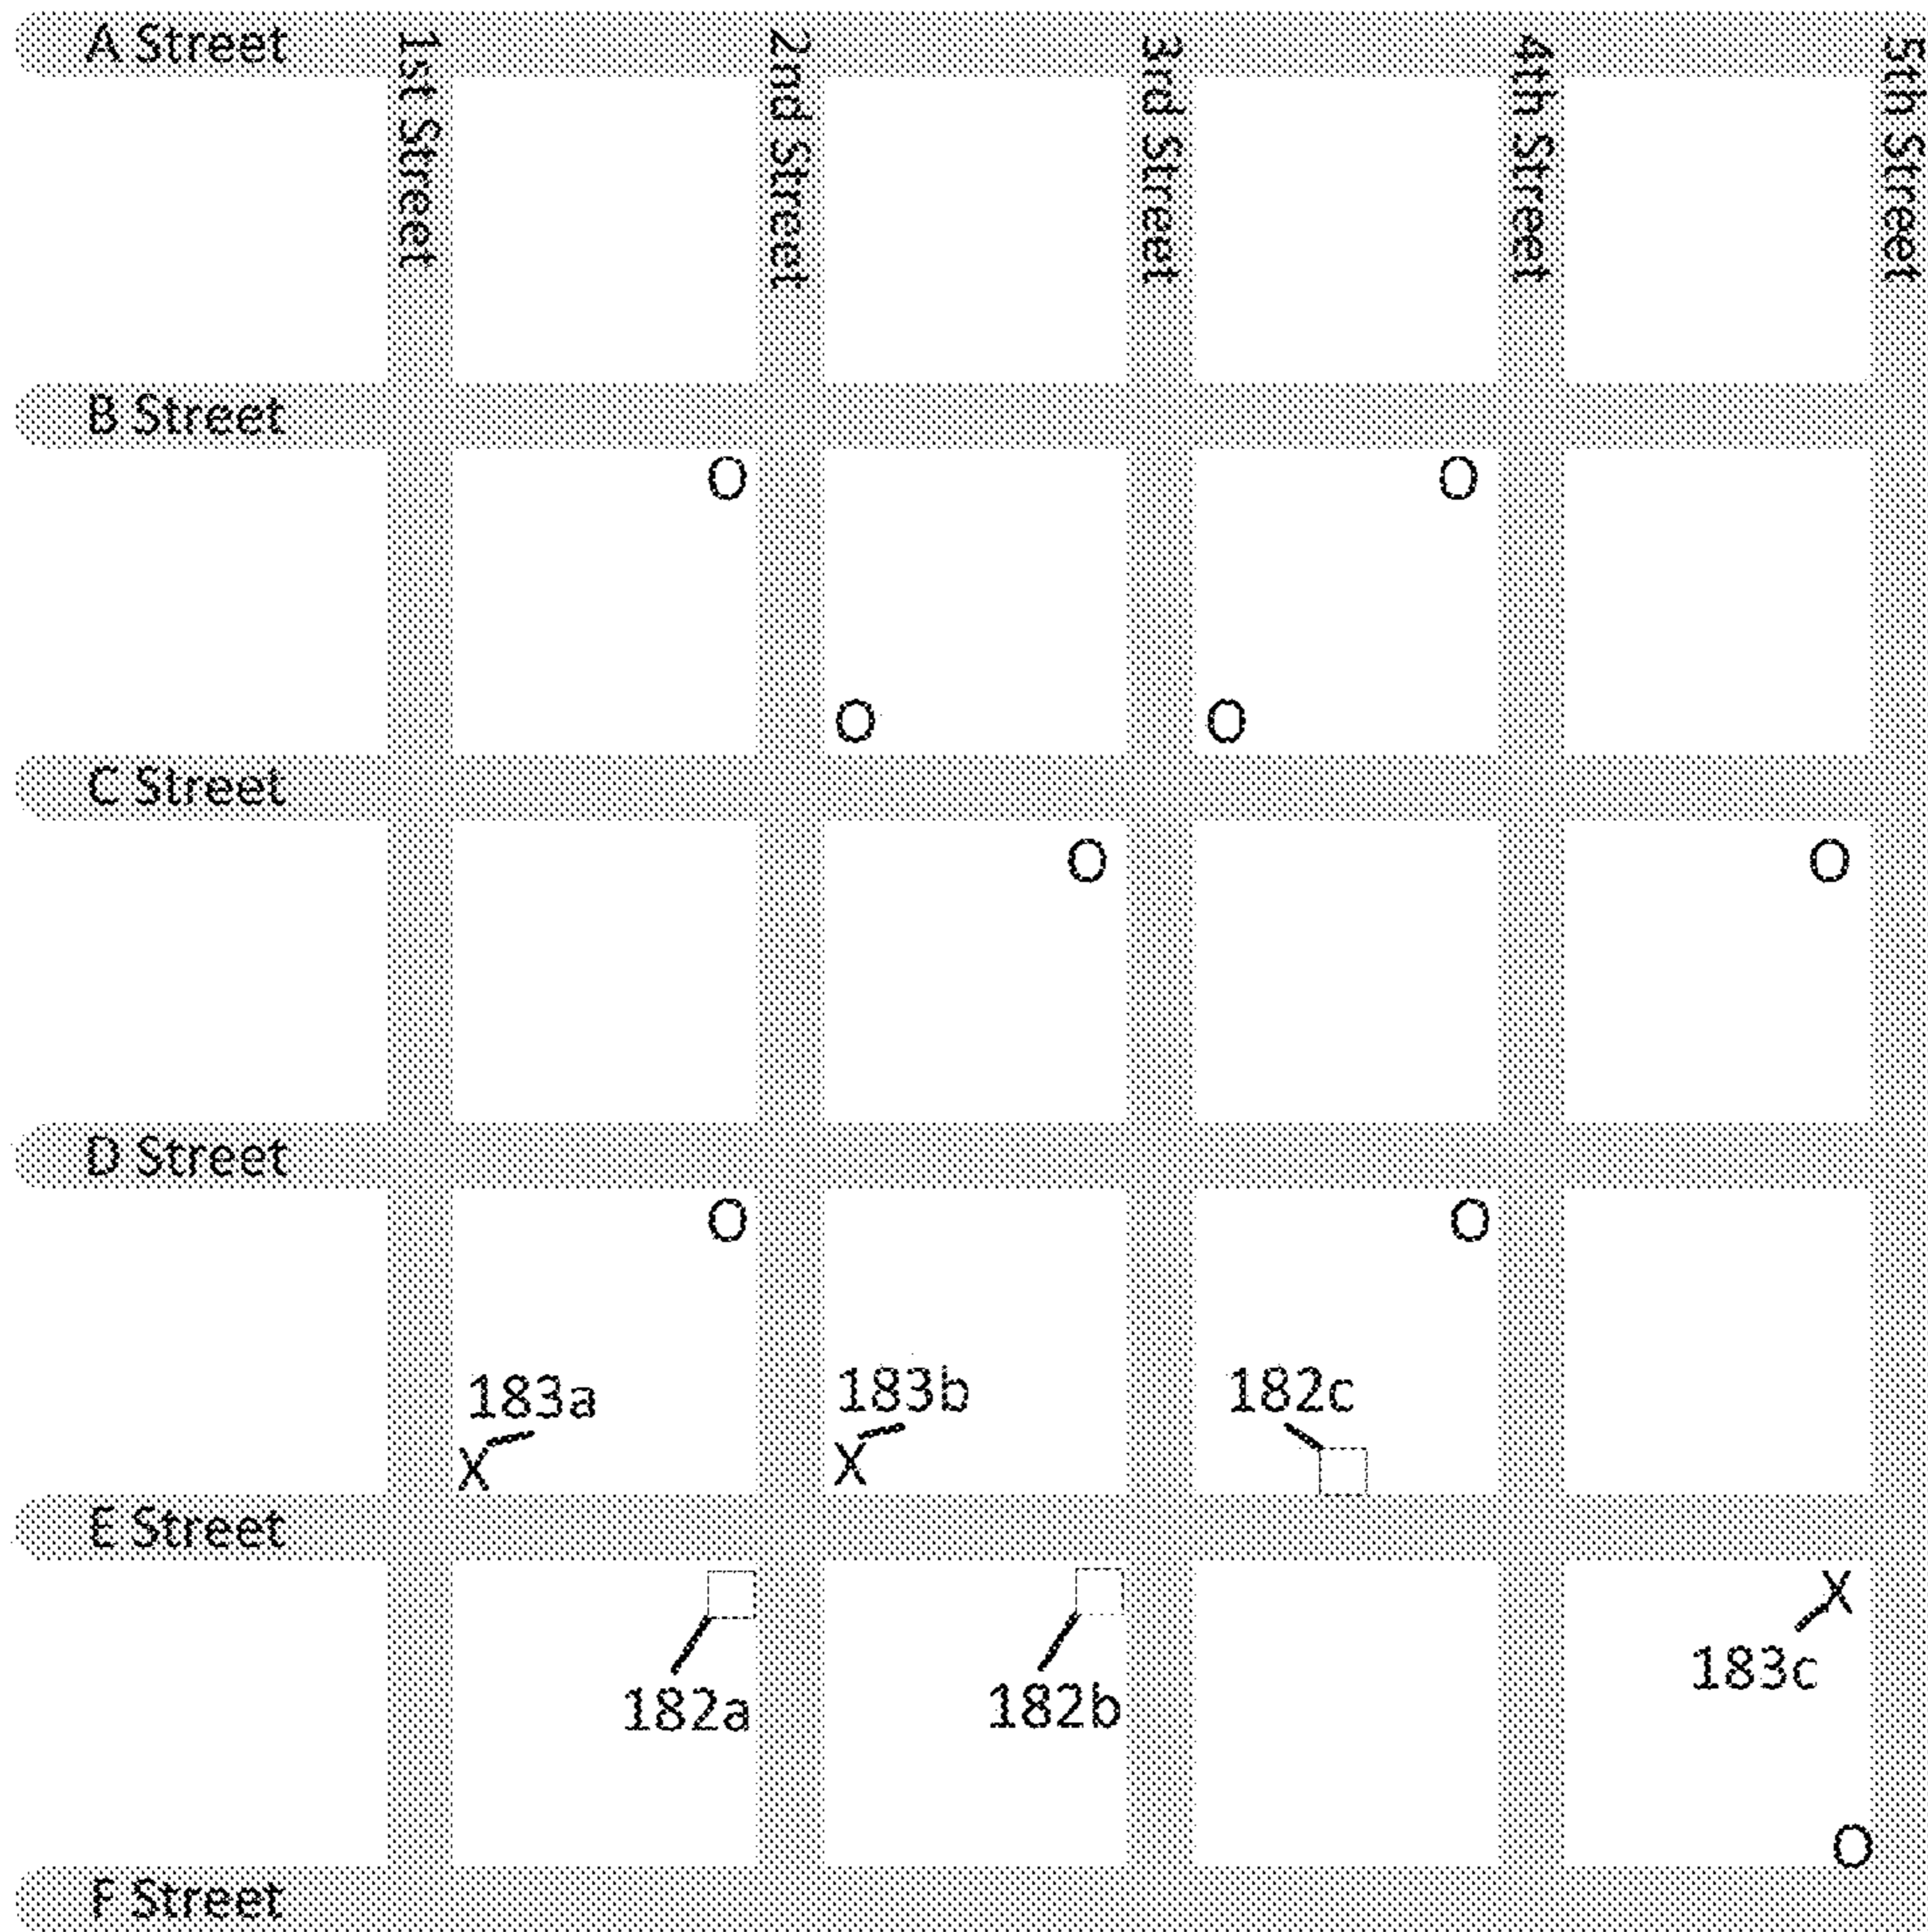 A Street
1st Street
2nd Street
3rd Street
4th Street
5th Street
B Street
O
O
O
O
C Street
O
O
D Street
O
O
183a
183b
182c
X
X
E Street
X
182a
182b
183c
O
F Street